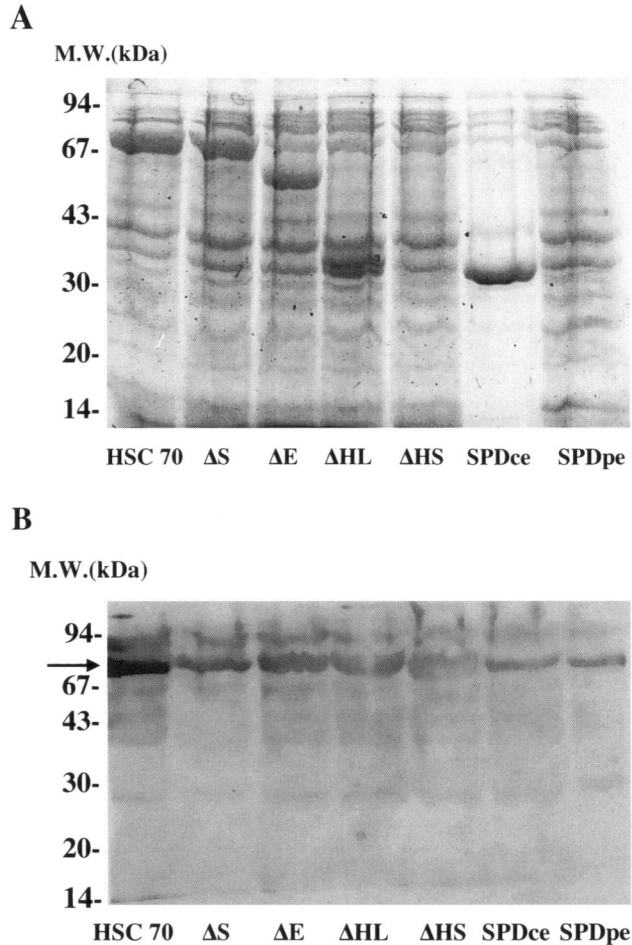 A
M.W.(kDa)
94-
67-
43-
30-
20-
14-
HSC 70 ΔS ΔE ΔHL ΔHS SPDce SPDpe
B
M.W.(kDa)
94-
67-
43-
30-
20-
14-
HSC 70 ΔS ΔE ΔHL ΔHS SPDce SPDpe